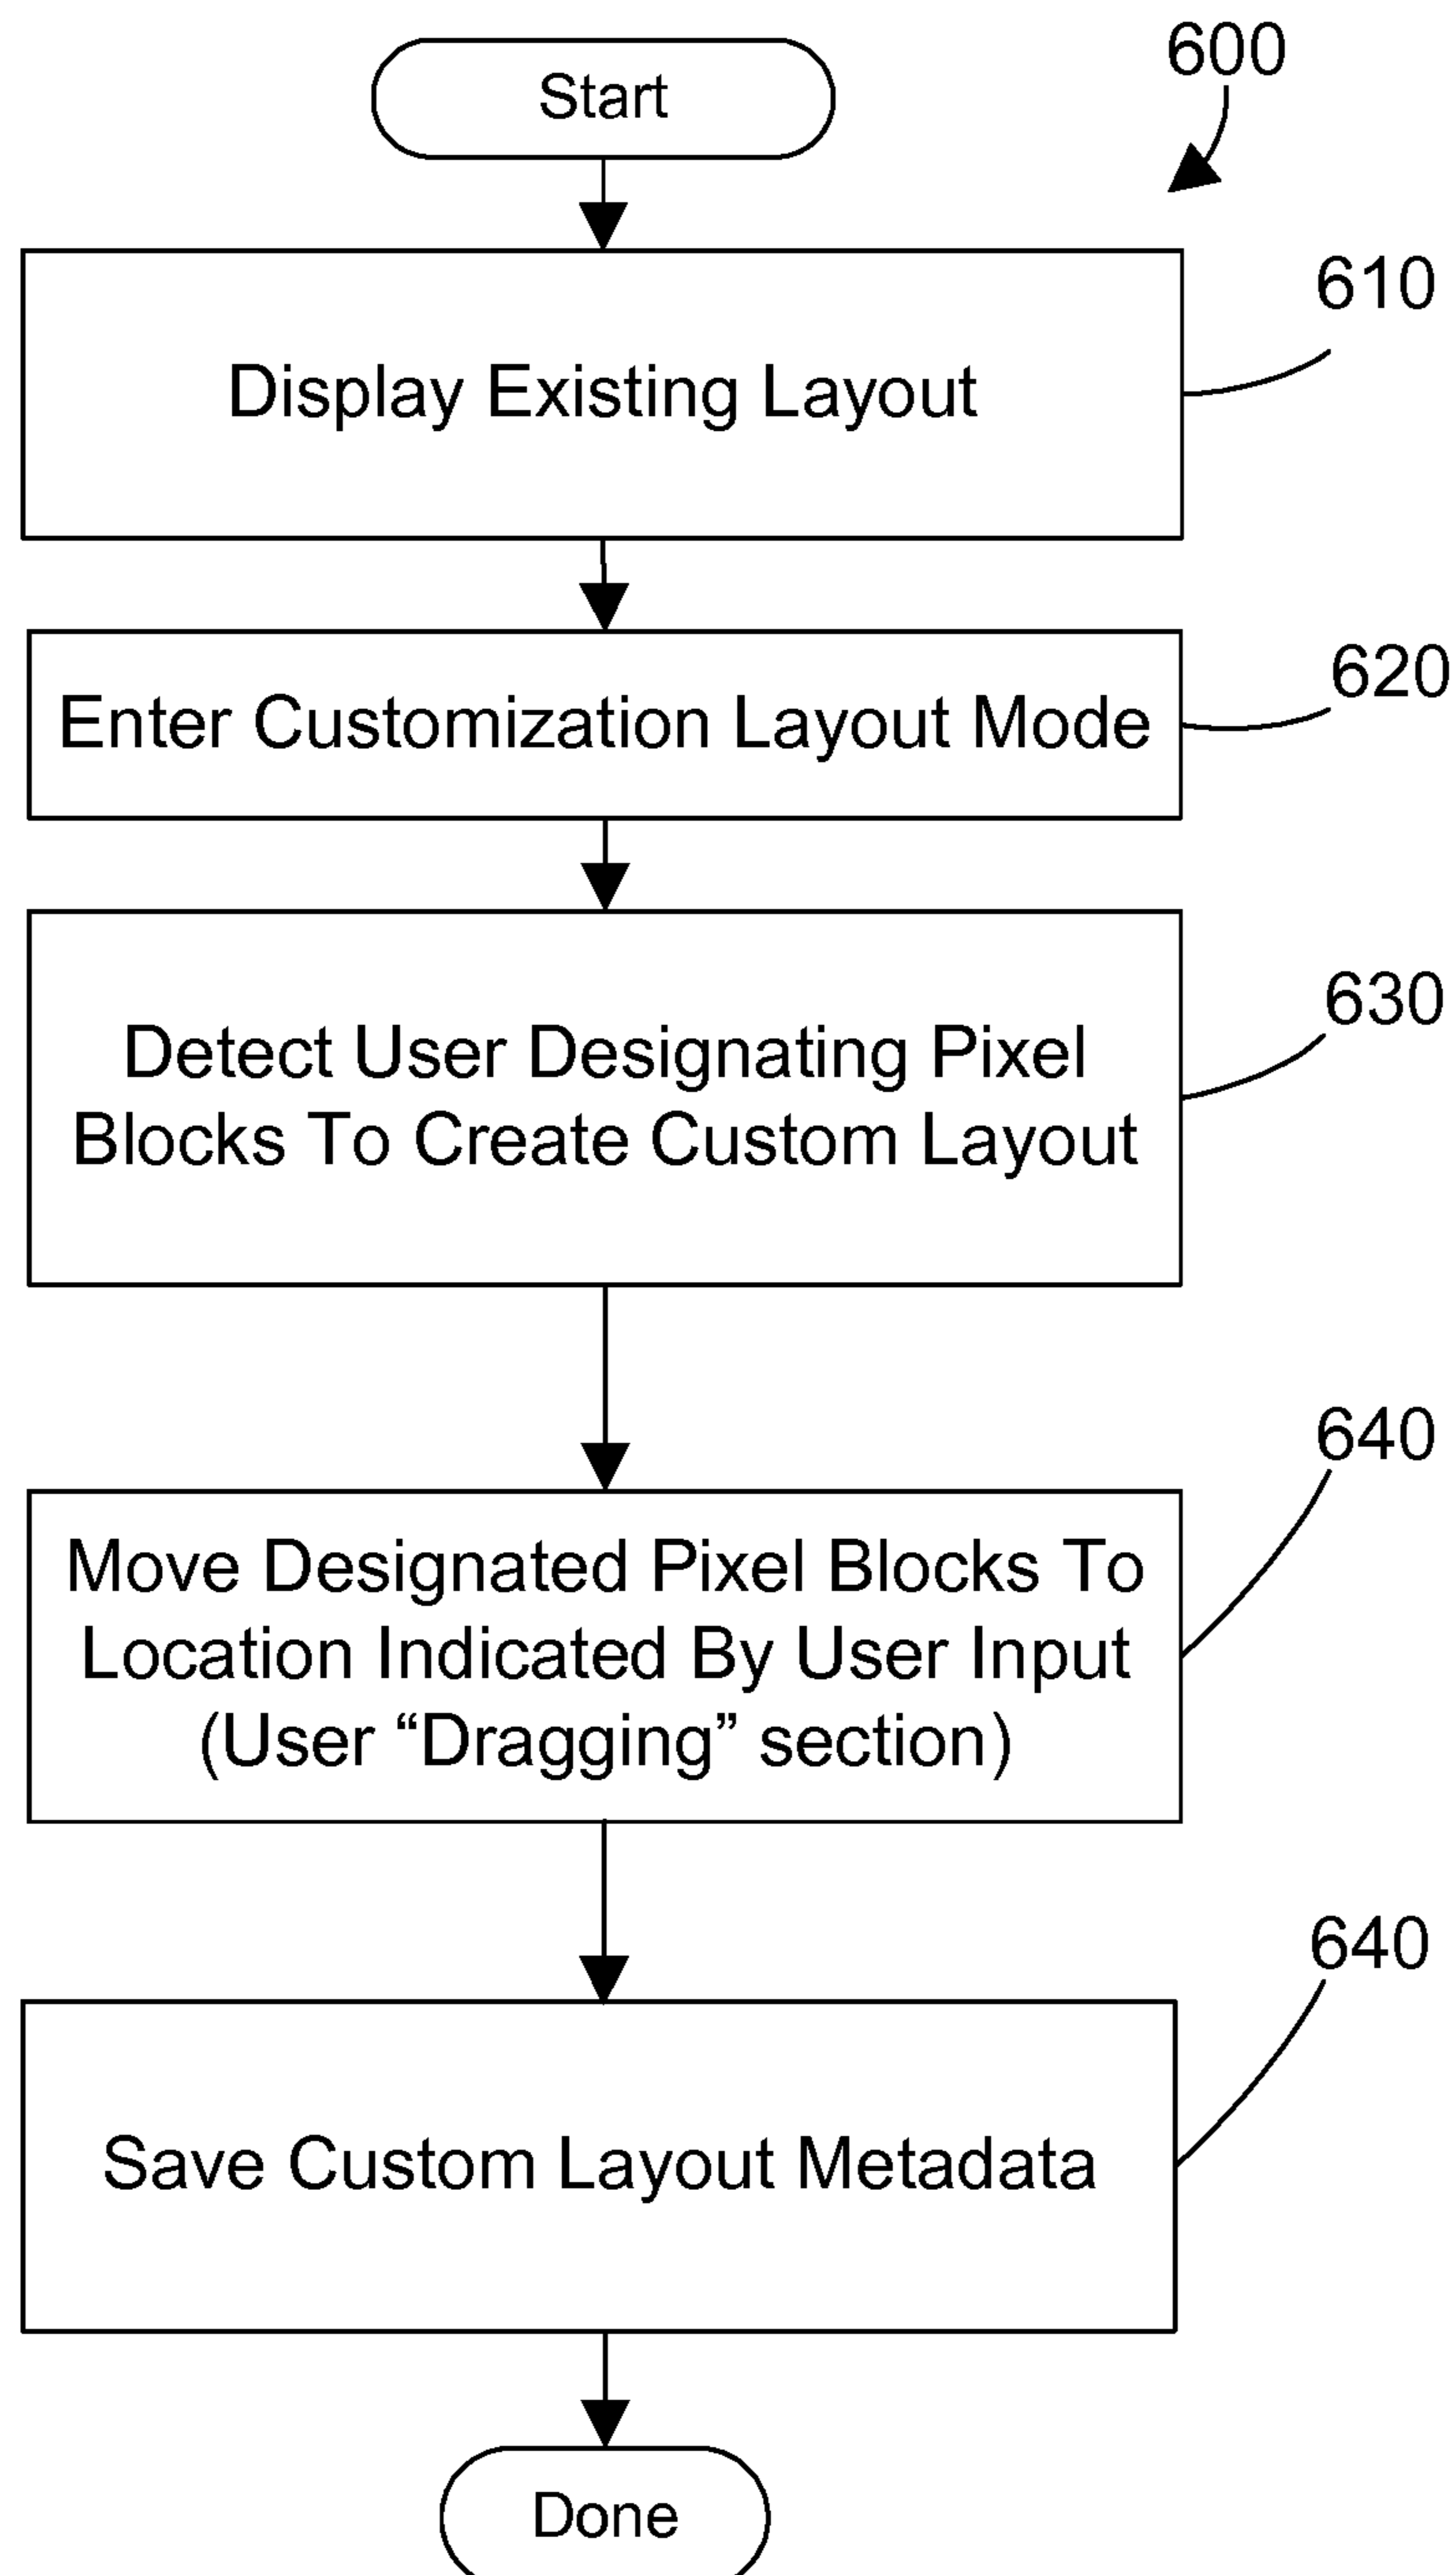 Start
600
Display Existing Layout
610
Enter Customization Layout Mode
620
Detect User Designating Pixel
Blocks To Create Custom Layout
630
Move Designated Pixel Blocks To
Location Indicated By User Input
(User “Dragging” section)
640
Save Custom Layout Metadata
640
Done